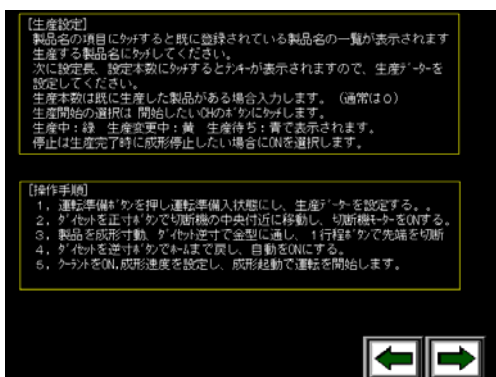 [生産設定]
製品名の項目にﾀｯﾁすると既に登録されている製品名の一覧が表示されます
生産する製品名にﾀｯﾁしてください。
次に設定長、設定本数にﾀｯﾁするとﾃﾝｷｰが表示されますので、生産ﾃﾞｰﾀｰを
設定してください。
生産本数は既に生産した製品がある場合入力します。（通常は０）
生産開始の選択は 開始したいCHのﾎﾞﾀﾝにﾀｯﾁします。
生産中：緑　生産変更中：黄　生産待ち：青で表示されます。
停止は生産完了時に成形停止したい場合にONを選択します。
[操作手順]
１，運転準備ﾎﾞﾀﾝを押し運転準備入状態にし、生産ﾃﾞｰﾀｰを設定する。。
２，ﾀﾞｲｾｯﾄを正寸ﾎﾞﾀﾝで切断機の中央付近に移動し、切断機ﾓｰﾀｰをONする。
３，製品を成形寸動、ﾀﾞｲｾｯﾄ逆寸で金型に通し、１行程ﾎﾞﾀﾝで先端を切断
４，ﾀﾞｲｾｯﾄを逆寸ﾎﾞﾀﾝでﾎｰﾑまで戻し、自動をONにする。
５，ｸｰﾗﾝﾄをON,成形速度を設定し、成形起動で運転を開始します。